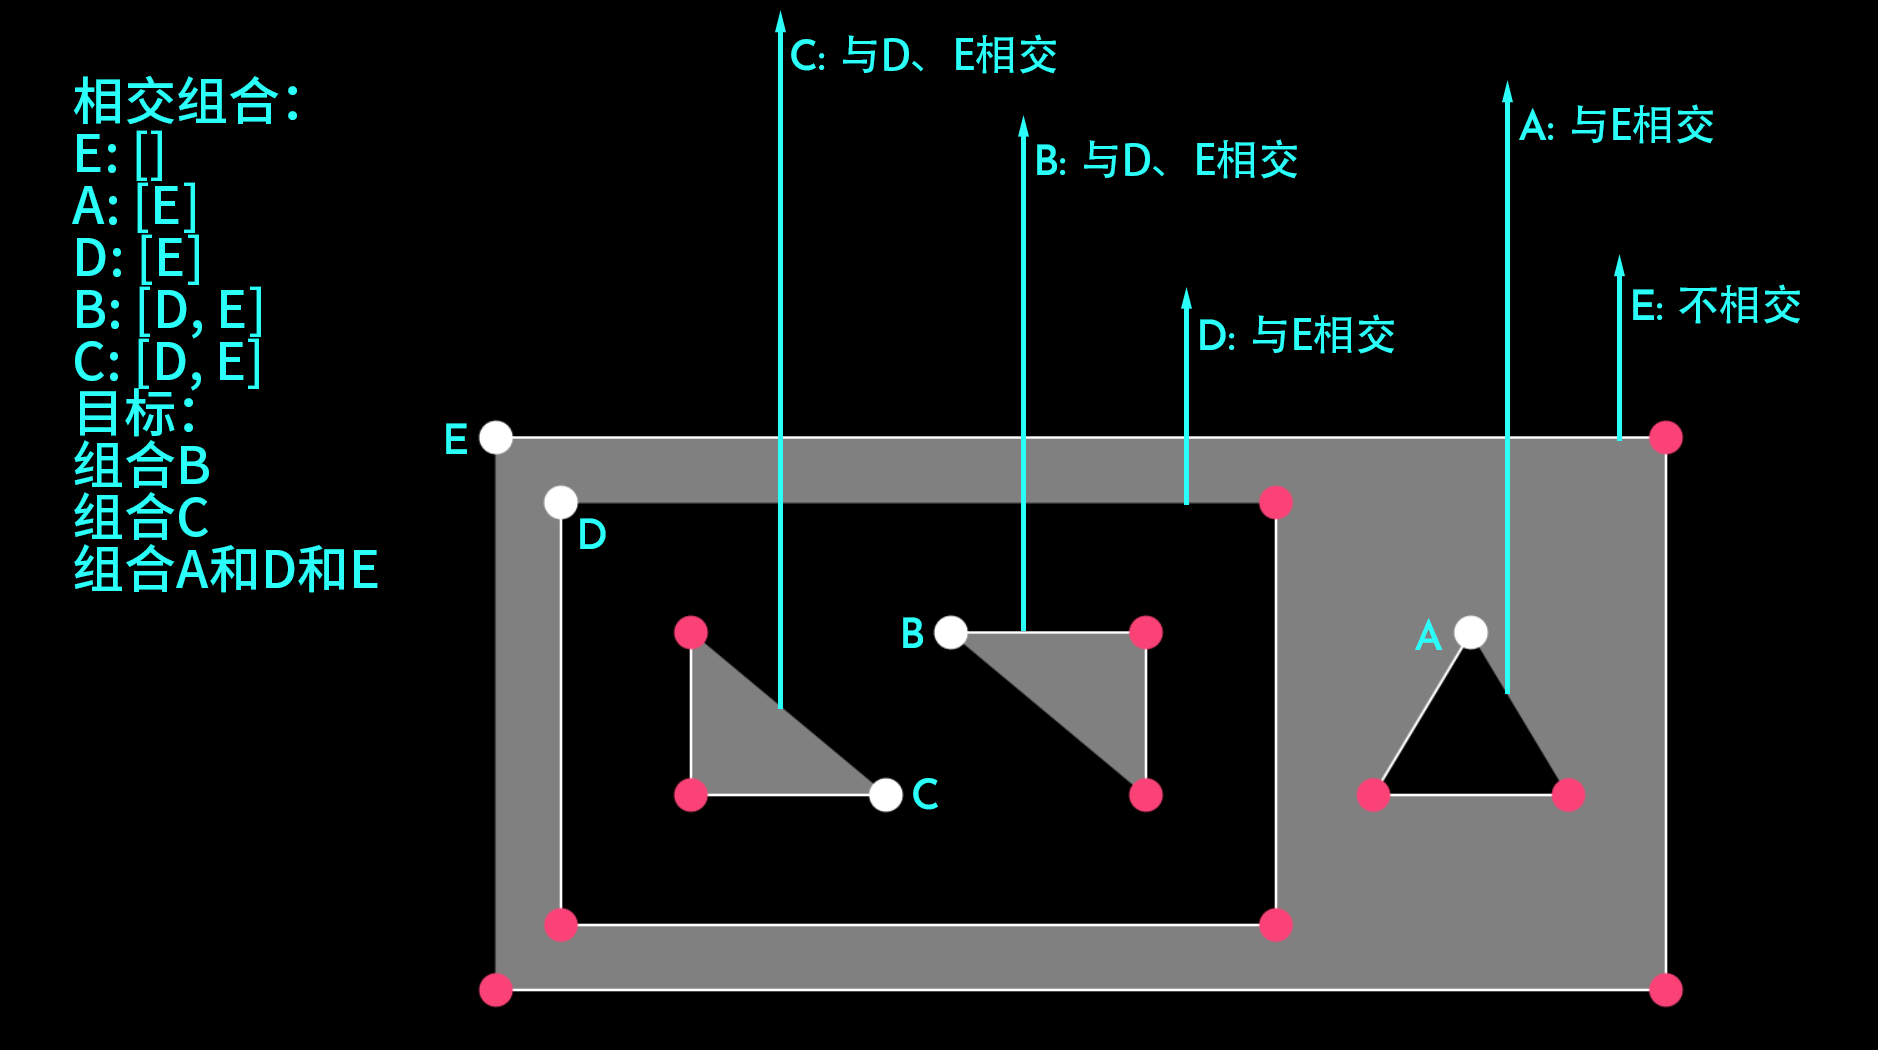 相交组合：
E: []
A: [E]
D: [E]
B: [D, E]
C: [D, E]
目标：
组合B
组合C
组合A和D和E
C: 与D、E相交
B: 与D、E相交
A: 与E相交
D: 与E相交
E: 不相交
E
D
B
A
C